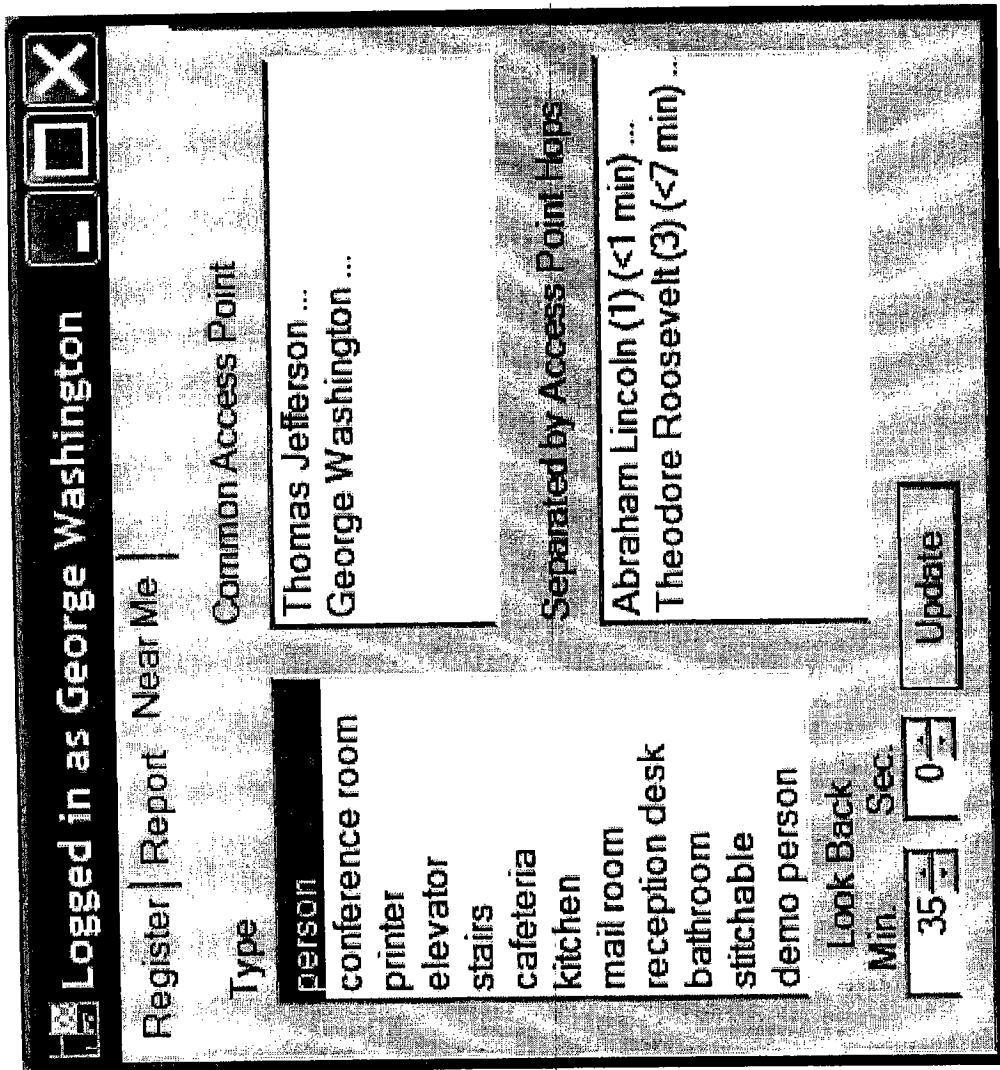 Logged in as George Washington
Register Report Near Me
Type
person
conference room
printer
elevator
stairs
cafeteria
kitchen
mail room
reception desk
bathroom
stitchable
demo person
Look Back
Min. Sec.
35 0
Update
Common Access Point
Thomas Jefferson ...
George Washington ...
Separated by Access Point Hops
Abraham Lincoln (1) (<1 min) ...
Theodore Roosevelt (3) (<7 min) ...